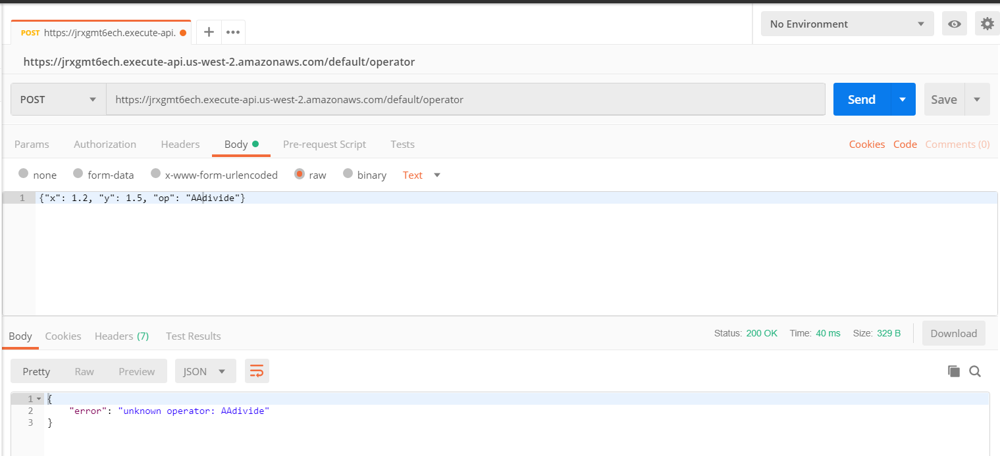 POST https://jrxgmt6ech.execute-api.
No Environment
https://jrxgmt6ech.execute-api.us-west-2.amazonaws.com/default/operator
POST https://jrxgmt6ech.execute-api.us-west-2.amazonaws.com/default/operator Send Save
Params Authorization Headers Body Pre-request Script Tests Cookies Code Comments (0)
none form-data x-www-form-urlencoded raw binary Text
1 {"x": 1.2, "y": 1.5, "op": "AAdivide"}
Body Cookies Headers (7) Test Results Status: 200 OK Time: 40 ms Size: 329 B Download
Pretty Raw Preview JSON
1 {
2 "error": "unknown operator: AAdivide"
3 }